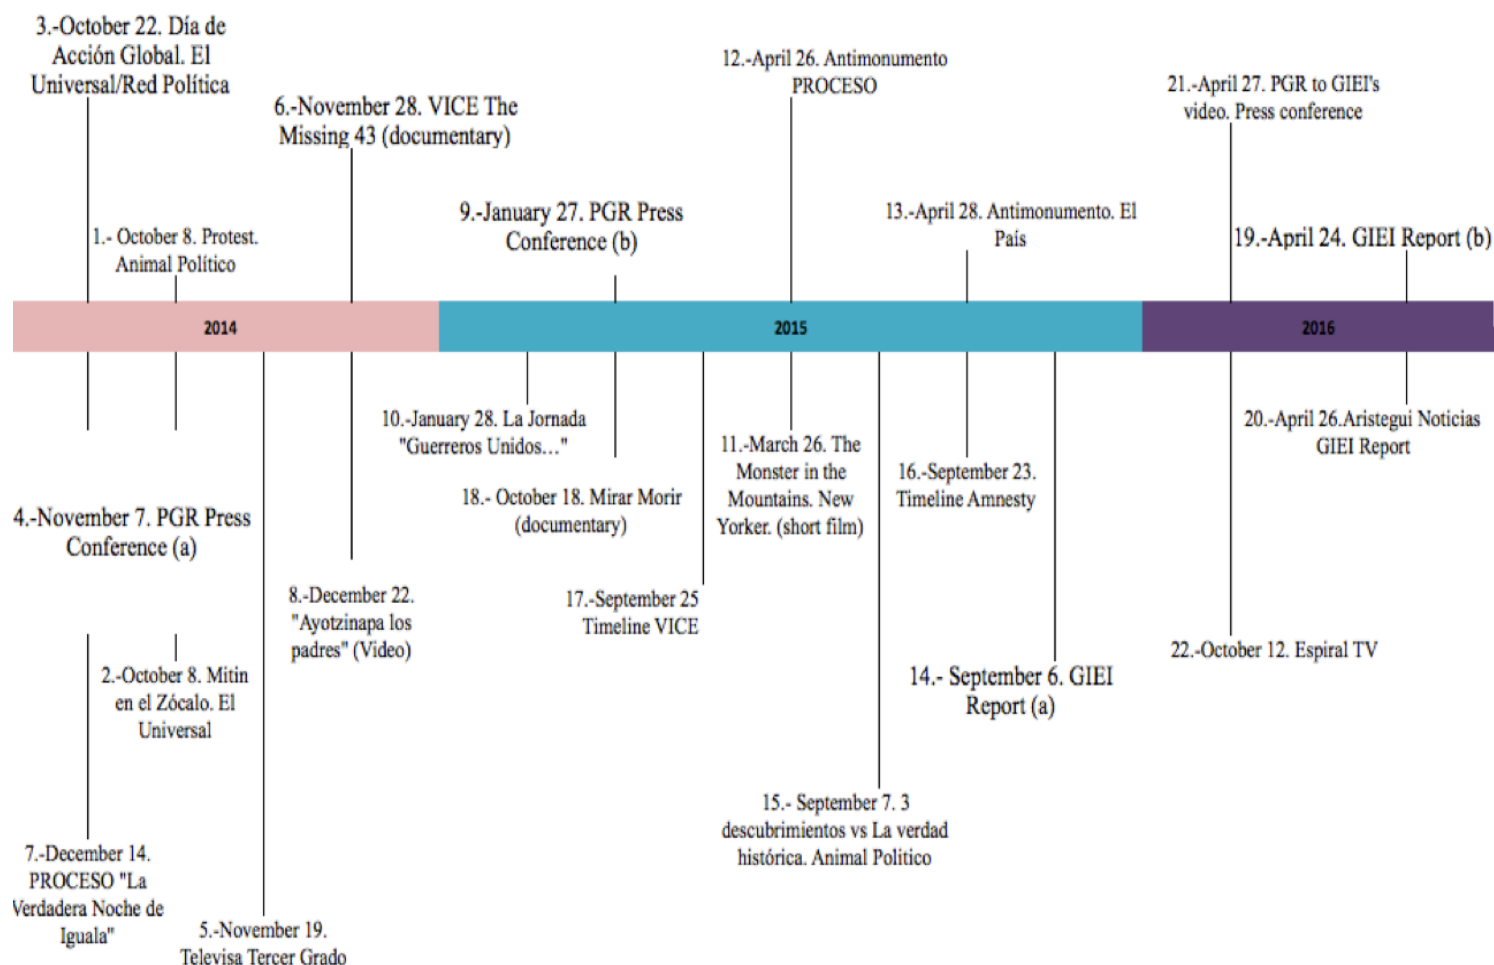 3.-October 22. Día de
Acción Global. El
Universal/Red Política
6.-November 28. VICE The
Missing 43 (documentary)
1.- October 8. Protest.
Animal Político
9.-January 27. PGR Press
Conference (b)
12.-April 26. Antimonumento
PROCESO
13.-April 28. Antimonumento. El
País
21.-April 27. PGR to GIEI's
video. Press conference
19.-April 24. GIEI Report (b)
2014
2015
2016
4.-November 7. PGR Press
Conference (a)
2.-October 8. Mitin
en el Zócalo. El
Universal
7.-December 14.
PROCESO "La
Verdadera Noche de
Iguala"
5.-November 19.
Televisa Tercer Grado
8.-December 22.
"Ayotzinapa los
padres" (Video)
10.-January 28. La Jornada
"Guerreros Unidos..."
18.- October 18. Mirar Morir
(documentary)
17.-September 25
Timeline VICE
11.-March 26. The
Monster in the
Mountains. New
Yorker. (short film)
15.- September 7. 3
descubrimientos vs La verdad
histórica. Animal Politico
16.-September 23.
Timeline Amnesty
14.- September 6. GIEI
Report (a)
20.-April 26.Aristegui Noticias
GIEI Report
22.-October 12. Espiral TV